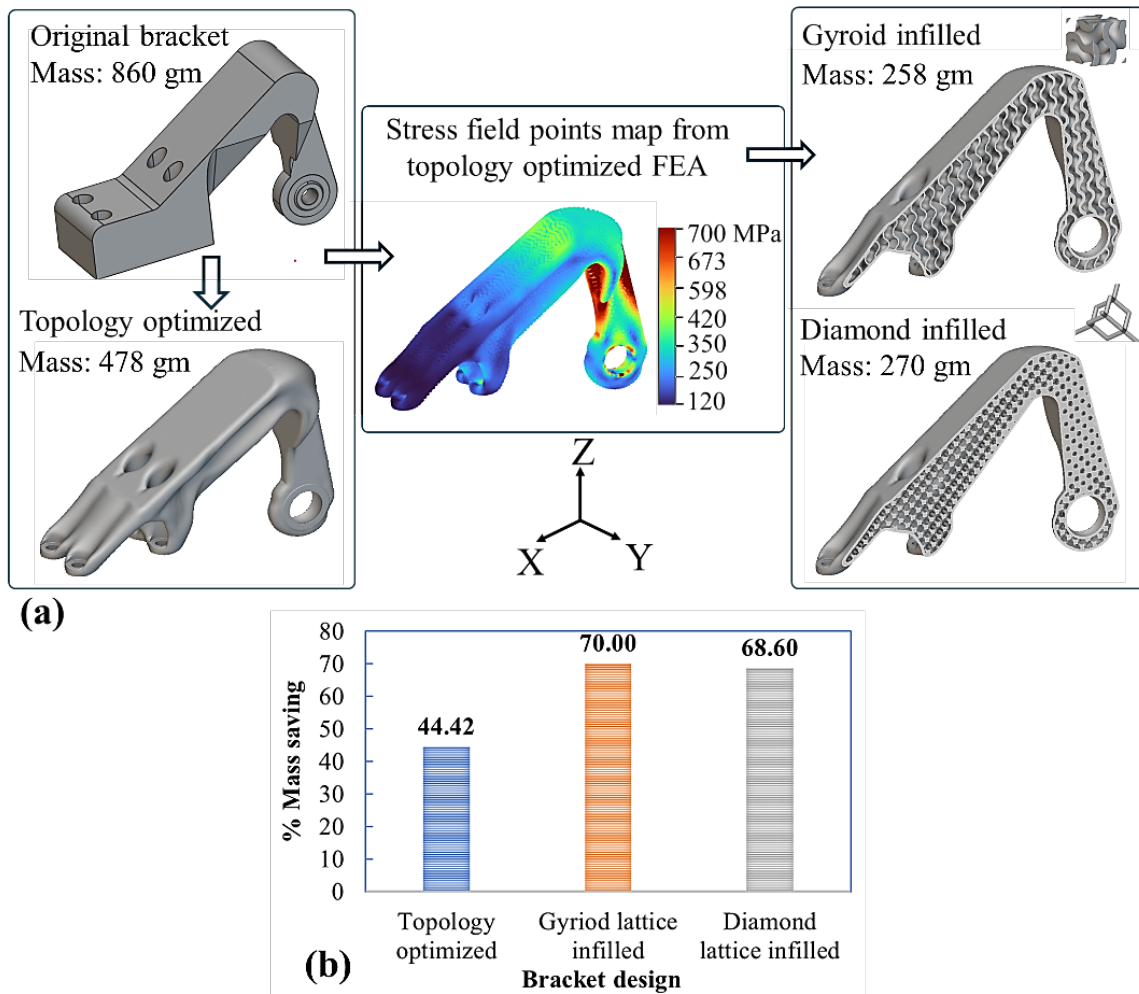 Original bracket
Mass: 860 gm
Topology optimized
Mass: 478 gm
Stress field points map from
topology optimized FEA
700 MPa
673
598
420
350
250
120
Z
X
Y
Gyroid infilled
Mass: 258 gm
Diamond infilled
Mass: 270 gm
(a)
80
70
60
50
40
30
20
10
0
% Mass saving
44.42
70.00
68.60
Topology
optimized
Gyriod lattice
infilled
Diamond
lattice infilled
Bracket design
(b)